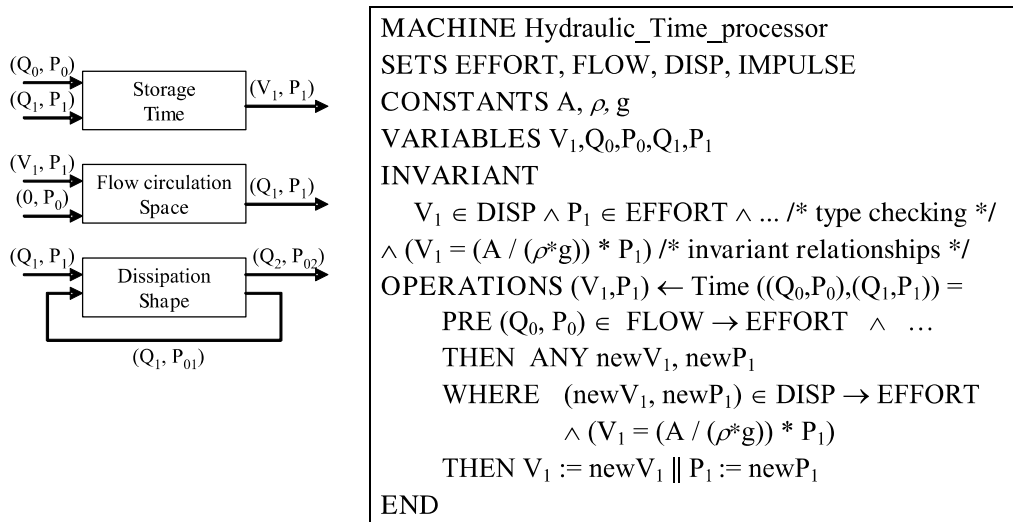 (Q₀, P₀)
(Q₁, P₁)
Storage
Time
(V₁, P₁)
(V₁, P₁)
(0, P₀)
Flow circulation
Space
(Q₁, P₁)
(Q₁, P₁)
Dissipation
Shape
(Q₂, P₀₂)
(Q₁, P₀₁)
MACHINE Hydraulic_Time_processor
SETS EFFORT, FLOW, DISP, IMPULSE
CONSTANTS A, ρ, g
VARIABLES V₁,Q₀,P₀,Q₁,P₁
INVARIANT
V₁ ∈ DISP ∧ P₁ ∈ EFFORT ∧ ... /* type checking */
∧ (V₁ = (A / (ρ*g)) * P₁) /* invariant relationships */
OPERATIONS (V₁,P₁) ← Time ((Q₀,P₀),(Q₁,P₁)) =
PRE (Q₀, P₀) ∈ FLOW → EFFORT ∧ …
THEN ANY newV₁, newP₁
WHERE (newV₁, newP₁) ∈ DISP → EFFORT
∧ (V₁ = (A / (ρ*g)) * P₁)
THEN V₁ := newV₁ || P₁ := newP₁
END